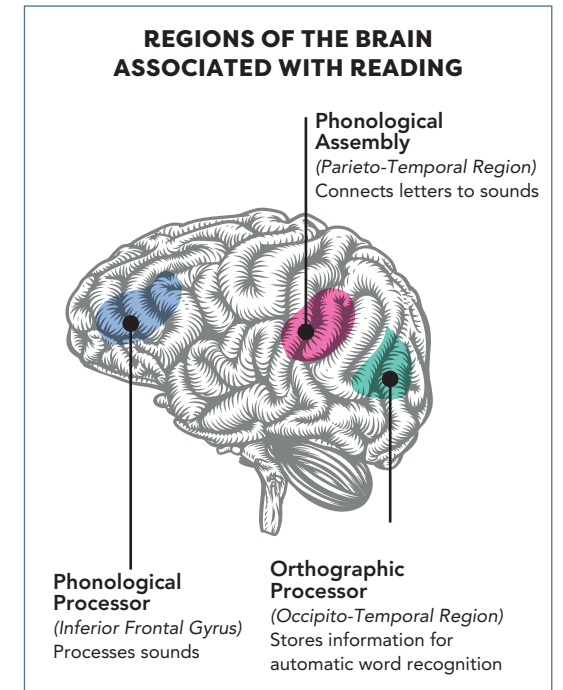 REGIONS OF THE BRAIN
ASSOCIATED WITH READING
Phonological
Assembly
(Parieto-Temporal Region)
Connects letters to sounds
Phonological
Processor
(Inferior Frontal Gyrus)
Processes sounds
Orthographic
Processor
(Occipito-Temporal Region)
Stores information for
automatic word recognition